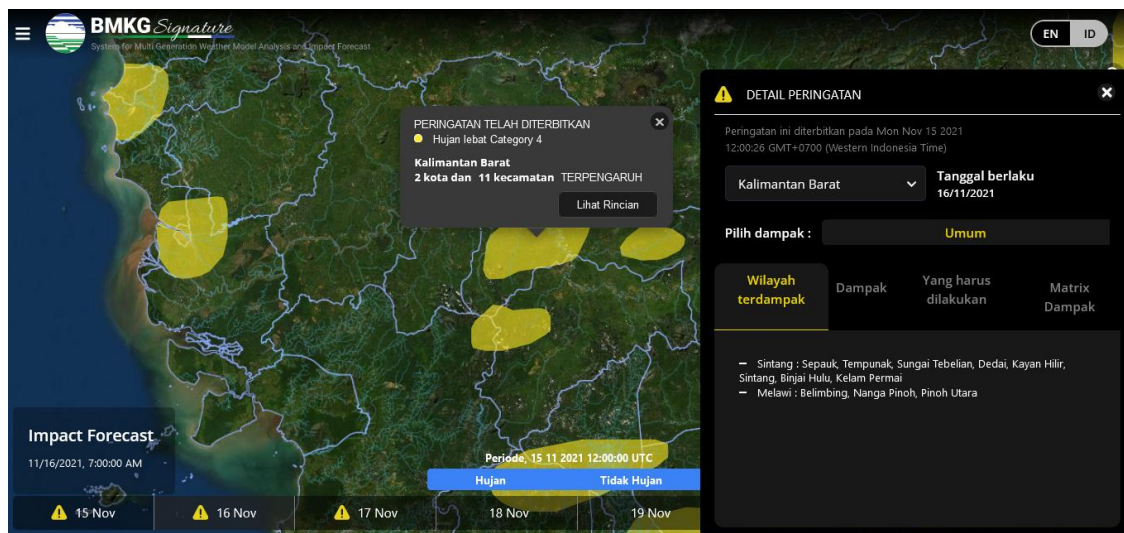 BMKG Signature
System for Multi Generation Weather Model Analysis and Impact Forecast
EN ID
PERINGATAN TELAH DITERBITKAN
Hujan lebat Category 4
Kalimantan Barat
2 kota dan 11 kecamatan TERPENGARUH
Lihat Rincian
DETAIL PERINGATAN
Peringatan ini diterbitkan pada Mon Nov 15 2021
12:00:26 GMT+0700 (Western Indonesia Time)
Kalimantan Barat
Tanggal berlaku
16/11/2021
Pilih dampak :
Umum
Wilayah
terdampak
Dampak
Yang harus
dilakukan
Matrix
Dampak
– Sintang : Sepauk, Tempunak, Sungai Tebelian, Dedai, Kayan Hilir,
Sintang, Binjai Hulu, Kelam Permai
– Melawi : Belimbing, Nanga Pinoh, Pinoh Utara
Impact Forecast
11/16/2021, 7:00:00 AM
Periode, 15 11 2021 12:00:00 UTC
Hujan Tidak Hujan
15 Nov 16 Nov 17 Nov 18 Nov 19 Nov